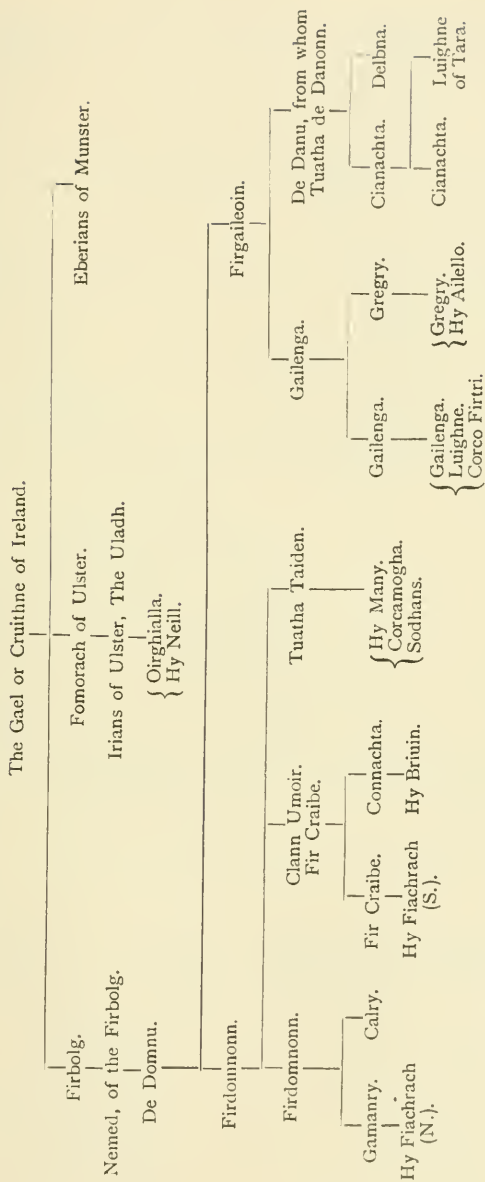 The Gael or Cruithne of Ireland.
Firbolg.
Fomorach of Ulster.
Eberians of Munster.
Nemed, of the Firbolg.
Irians of Ulster, The Uladh.
De Domnu.
Oirghialla.
Hy Neill.
Firdomnonn.
Firgaileoin.
Firdomnonn.
Clann Umoir.
Fir Craibe.
Tuatha Taiden.
Gailenga.
De Danu, from whom
Tuatha de Danonn.
Gamanry.
Calry.
Fir Craibe.
Connachta.
Hy Many.
Corcamogha.
Sodhans.
Gailenga.
Gregry.
Cianachta.
Delbna.
Hy Fiachrach
(N.).
Hy Fiachrach
(S.).
Hy Briuin.
Gailenga.
Luighne.
Corco Firtri.
Gregry.
Hy Ailello.
Cianachta.
Luighne
of Tara.